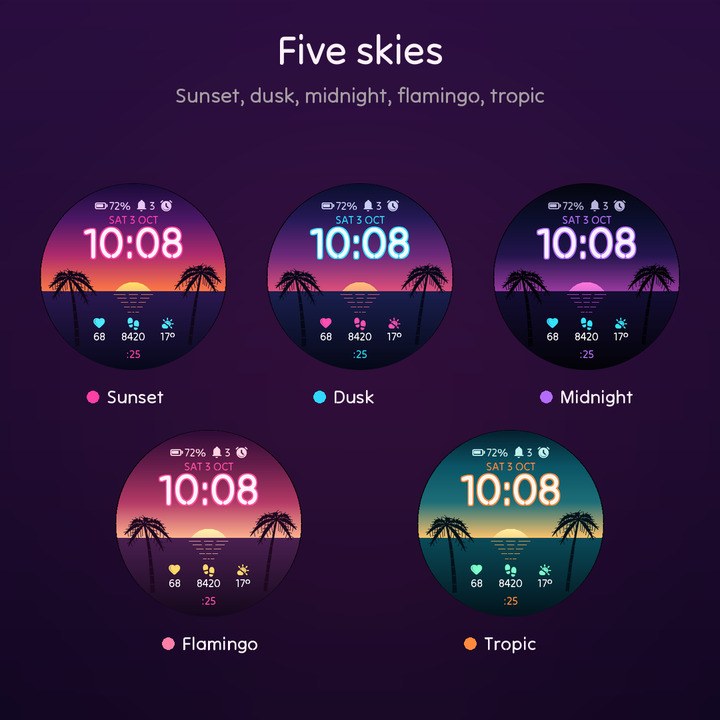 Five skies
Sunset, dusk, midnight, flamingo, tropic
72% 3
SAT 3 OCT
10:08
68 8420 17°
:25
Sunset
72% 3
SAT 3 OCT
10:08
68 8420 17°
:25
Dusk
72% 3
SAT 3 OCT
10:08
68 8420 17°
:25
Midnight
72% 3
SAT 3 OCT
10:08
68 8420 17°
:25
Flamingo
72% 3
SAT 3 OCT
10:08
68 8420 17°
:25
Tropic